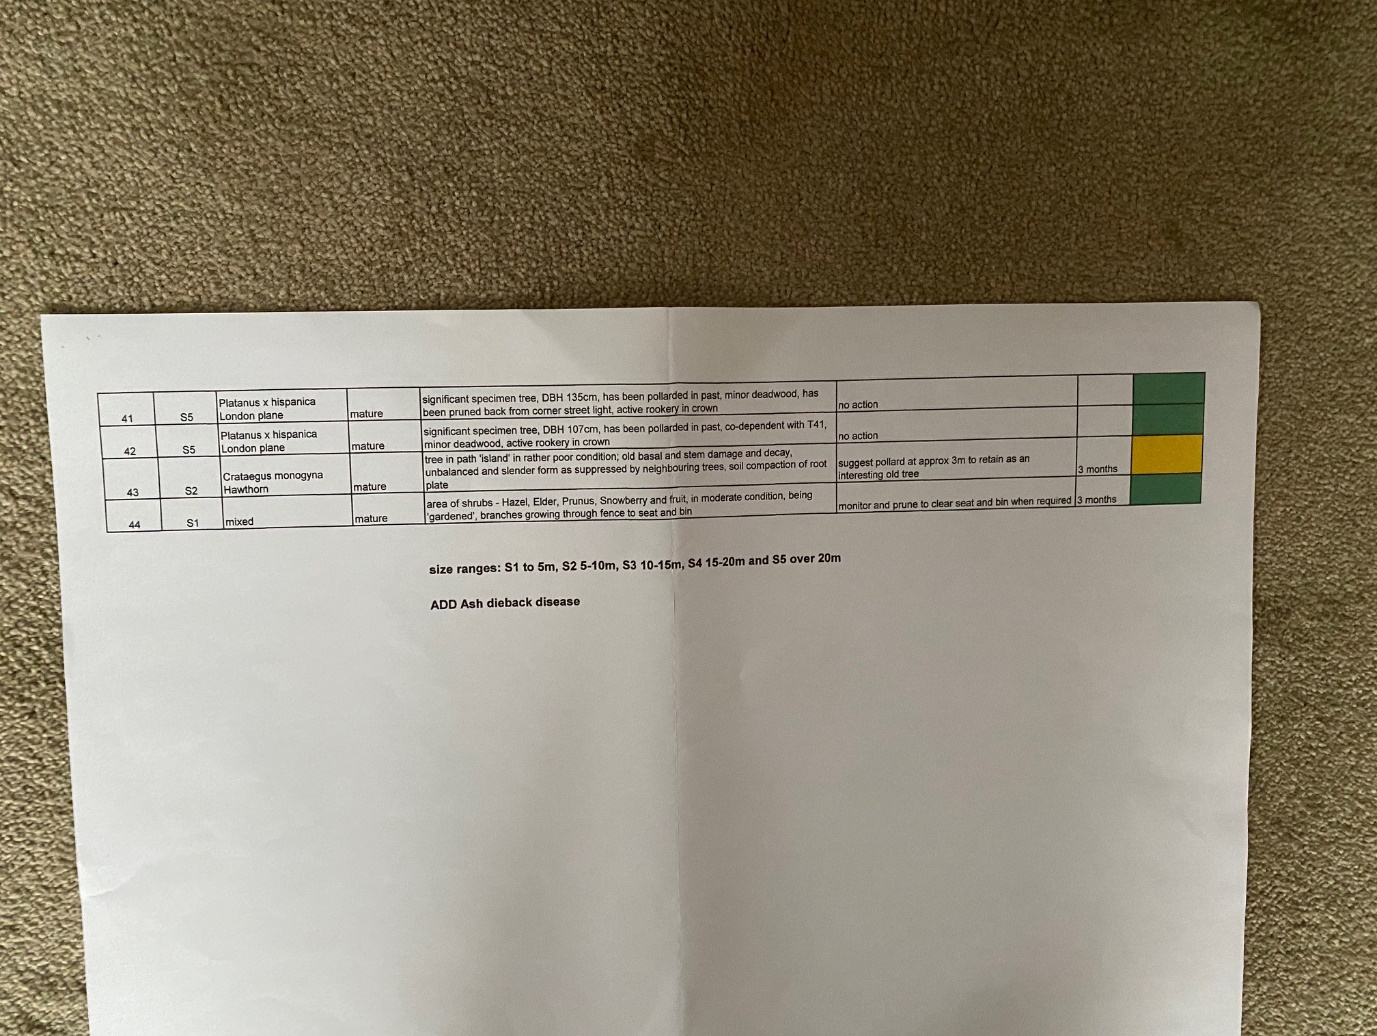 41 S5 Platanus x hispanica London plane mature significant specimen tree, DBH 135cm, has been pollarded in past, minor deadwood, has been pruned back from corner street light, active rookery in crown no action
42 S5 Platanus x hispanica London plane mature significant specimen tree, DBH 107cm, has been pollarded in past, co-dependent with T41, minor deadwood, active rookery in crown no action
43 S2 Crataegus monogyna Hawthorn mature tree in path 'island' in rather poor condition; old basal and stem damage and decay, unbalanced and slender form as suppressed by neighbouring trees, soil compaction of root plate suggest pollard at approx 3m to retain as an interesting old tree 3 months
44 S1 mixed mature area of shrubs - Hazel, Elder, Prunus, Snowberry and fruit, in moderate condition, being 'gardened', branches growing through fence to seat and bin monitor and prune to clear seat and bin when required 3 months
size ranges: S1 to 5m, S2 5-10m, S3 10-15m, S4 15-20m and S5 over 20m
ADD Ash dieback disease